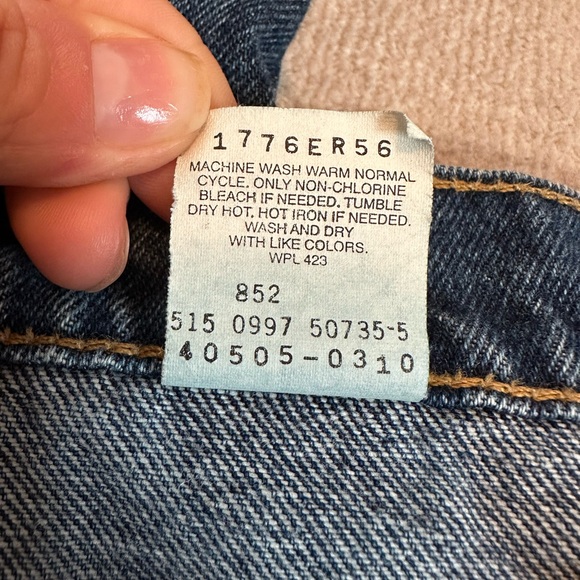 1776ER56
MACHINE WASH WARM NORMAL
CYCLE. ONLY NON-CHLORINE
BLEACH IF NEEDED. TUMBLE
DRY HOT. HOT IRON IF NEEDED.
WASH AND DRY
WITH LIKE COLORS.
WPL 423
852
515 0997 50735-5
40505-0310